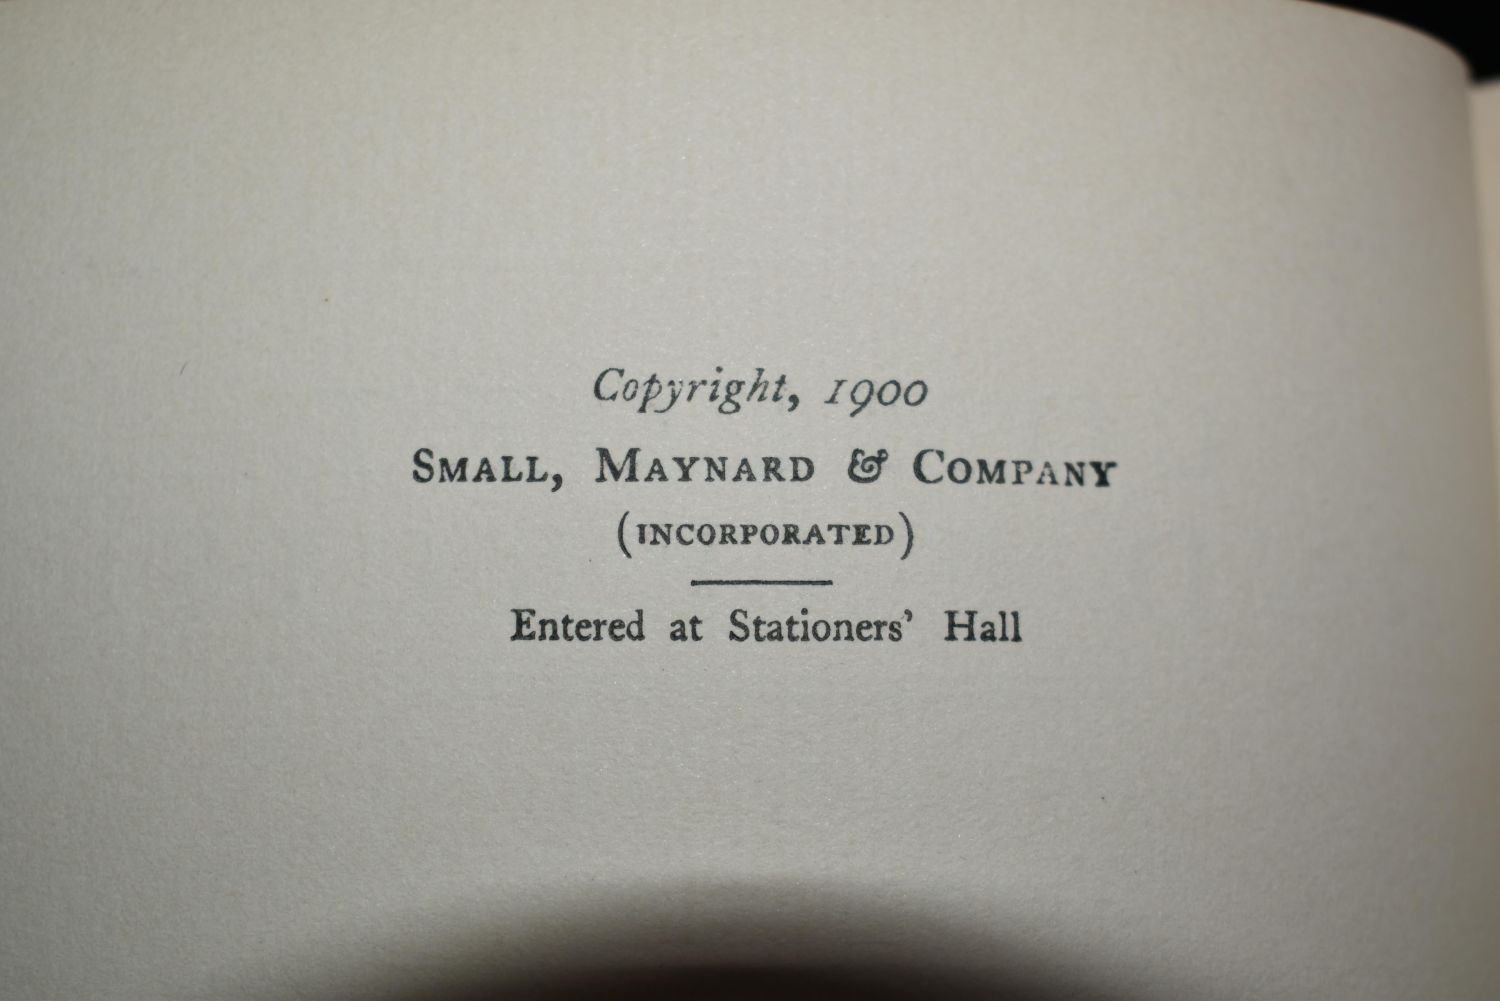 Copyright, 1900
SMALL, MAYNARD & COMPANY
(INCORPORATED)
Entered at Stationers’ Hall